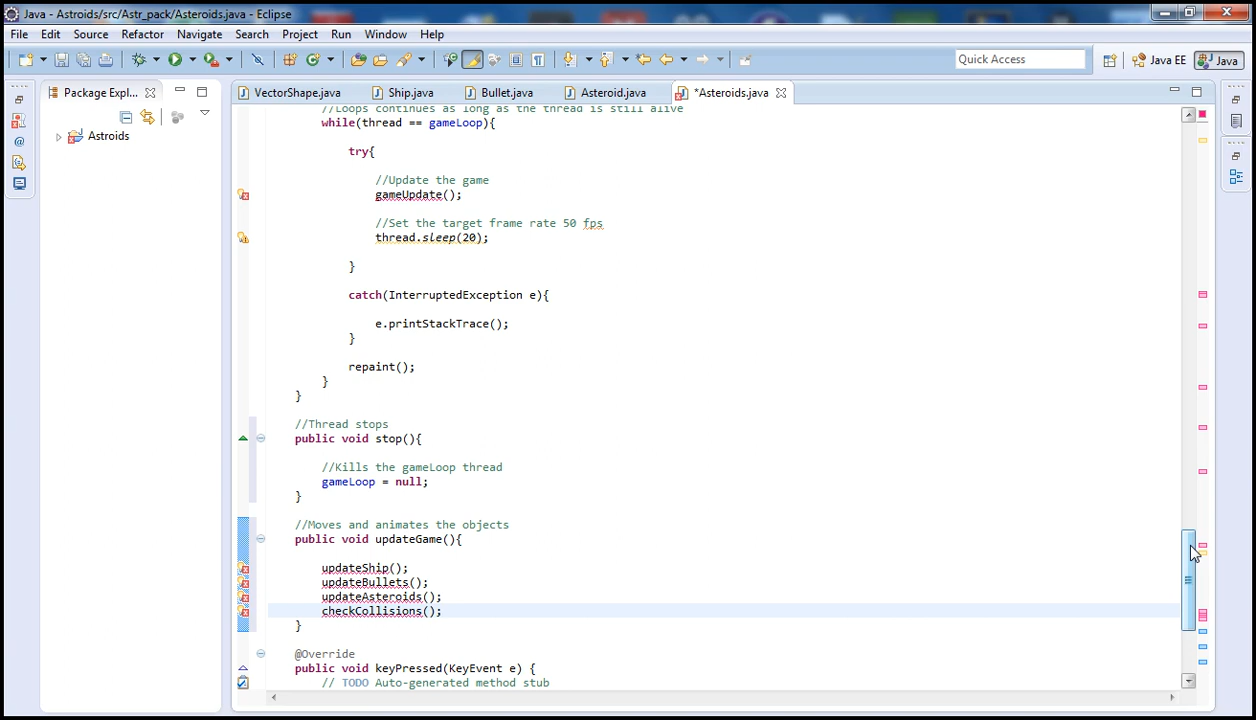 Java - Astroids/src/Astr_pack/Asteroids.java - Eclipse
File Edit Source Refactor Navigate Search Project Run Window Help
Quick Access
Java EE
Java
Package Expl...
VectorShape.java
Ship.java
Bullet.java
Asteroid.java
*Asteroids.java
Astroids
//Loops continues as long as the thread is still alive
while(thread == gameLoop){
try{
//Update the game
gameUpdate();
//Set the target frame rate 50 fps
thread.sleep(20);
}
catch(InterruptedException e){
e.printStackTrace();
}
repaint();
}
}
//Thread stops
public void stop(){
//Kills the gameLoop thread
gameLoop = null;
}
//Moves and animates the objects
public void updateGame(){
updateShip();
updateBullets();
updateAsteroids();
checkCollisions();
}
@Override
public void keyPressed(KeyEvent e) {
// TODO Auto-generated method stub